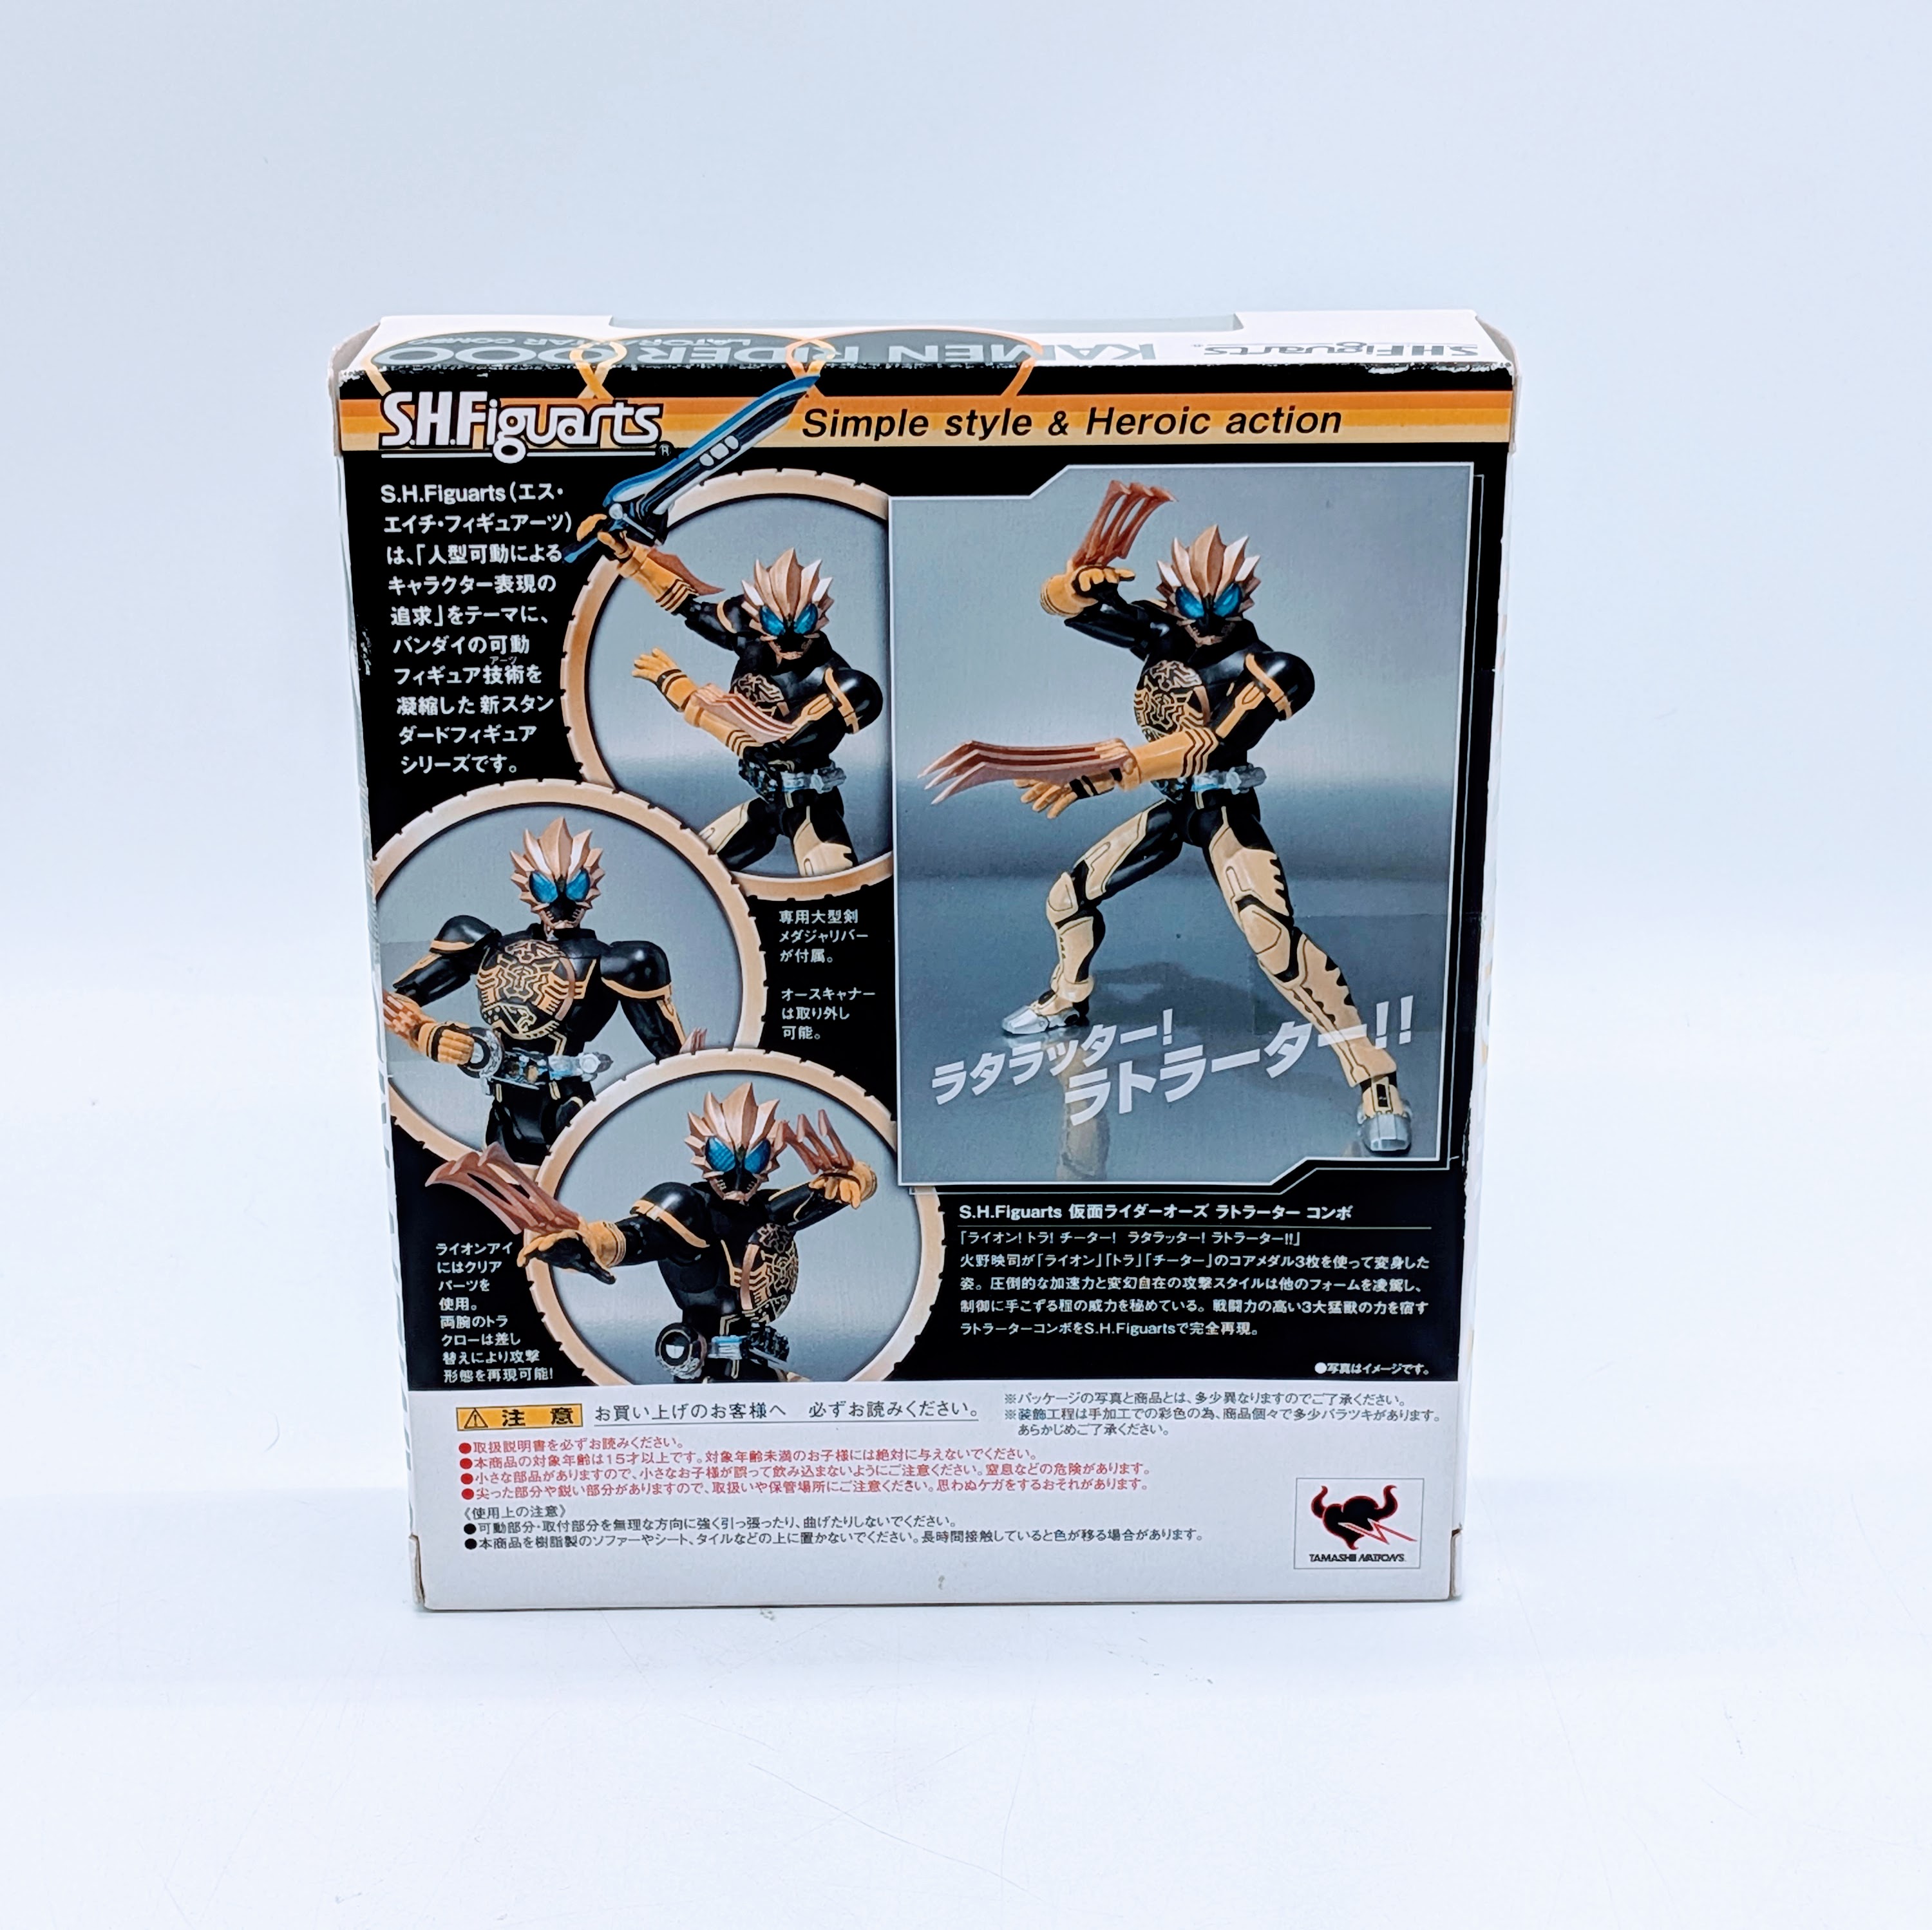 S.H.Figuarts
KAMEN RIDER OOO
LATORARTAR COMBO
S.H.Figuarts®
Simple style & Heroic action
S.H.Figuarts(エス・
エイチ・フィギュアーツ)
は、「人型可動による
キャラクター表現の
追求」をテーマに、
バンダイの可動
アーツ
フィギュア技術を
凝縮した新スタン
ダードフィギュア
シリーズです。
専用大型剣
メダジャリバー
が付属。
オースキャナー
は取り外し
可能。
ラタラッター!
ラトラーター!!
ライオンアイ
にはクリア
パーツを
使用。
両腕のトラ
クローは差し
替えにより攻撃
形態を再現可能!
S.H.Figuarts 仮面ライダーオーズ ラトラーター コンボ
「ライオン! トラ! チーター! ラタラッター! ラトラーター!!」
火野映司が「ライオン」「トラ」「チーター」のコアメダル3枚を使って変身した
姿。圧倒的な加速力と変幻自在の攻撃スタイルは他のフォームを凌駕し、
制御に手こずる程の威力を秘めている。戦闘力の高い3大猛獣の力を宿す
ラトラーターコンボをS.H.Figuartsで完全再現。
●写真はイメージです。
⚠ 注 意 お買い上げのお客様へ 必ずお読みください。
※パッケージの写真と商品とは、多少異なりますのでご了承ください。
※装飾工程は手加工での彩色の為、商品個々で多少バラツキがあります。
あらかじめご了承ください。
●取扱説明書を必ずお読みください。
●本商品の対象年齢は15才以上です。対象年齢未満のお子様には絶対に与えないでください。
●小さな部品がありますので、小さなお子様が誤って飲み込まないようにご注意ください。窒息などの危険があります。
●尖った部分や鋭い部分がありますので、取扱いや保管場所にご注意ください。思わぬケガをするおそれがあります。
《使用上の注意》
●可動部分・取付部分を無理な方向に強く引っ張ったり、曲げたりしないでください。
●本商品を樹脂製のソファーやシート、タイルなどの上に置かないでください。長時間接触していると色が移る場合があります。
TAMASHII NATIONS